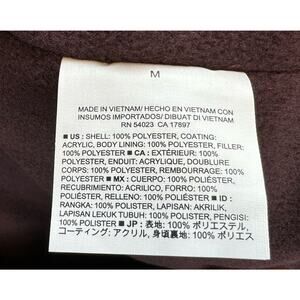 M
MADE IN VIETNAM/ HECHO EN VIETNAM CON
INSUMOS IMPORTADOS/ DIBUAT DI VIETNAM
RN 54023 CA 17697
■ US : SHELL: 100% POLYESTER, COATING:
ACRYLIC, BODY LINING: 100% POLYESTER, FILLER:
100% POLYESTER ■ CA : EXTÉRIEUR: 100%
POLYESTER, ENDUIT: ACRYLIQUE, DOUBLURE
CORPS: 100% POLYESTER, REMBOURRAGE: 100%
POLYESTER ■ MX : CUERPO: 100% POLIÉSTER,
RECUBRIMIENTO: ACRILICO, FORRO: 100%
POLIÉSTER, RELLENO: 100% POLIÉSTER ■ ID :
RANGKA: 100% POLISTER, LAPISAN: AKRILIK,
LAPISAN LEKUK TUBUH: 100% POLISTER, PENGISI:
100% POLISTER ■ JP : 表地: 100% ポリエステル,
コーティング: アクリル, 身頃裏地: 100% ポリエス